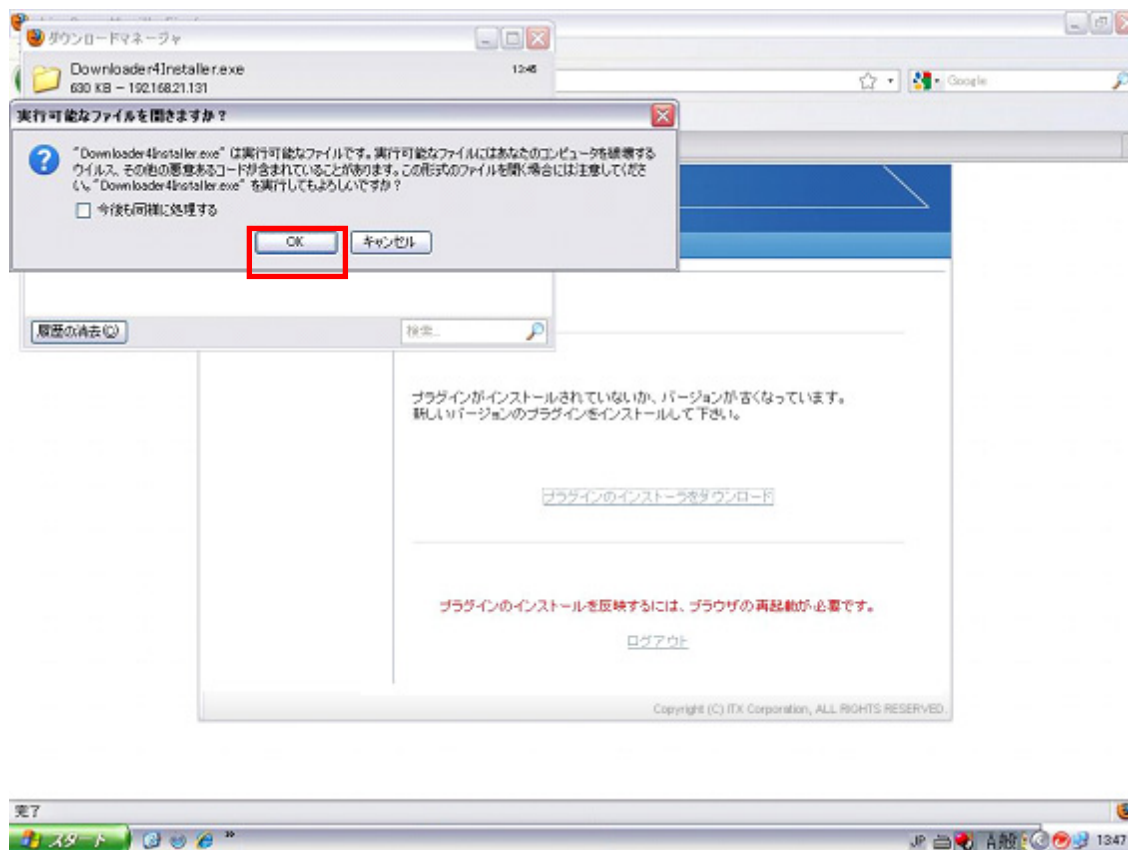 ダウンロードマネージャ
Downloader4Installer.exe
13:46
630 KB − 192.168.21.131
Google
実行可能なファイルを開きますか?
"Downloader4Installer.exe" は実行可能なファイルです。実行可能なファイルにはあなたのコンピュータを破壊する
ウイルス、その他の悪意あるコードが含まれていることがあります。この形式のファイルを開く場合には注意してくださ
い。"Downloader4Installer.exe" を実行してもよろしいですか?
今後も同様に処理する
OK
キャンセル
履歴の消去(C)
検索...
プラグインがインストールされていないか、バージョンが古くなっています。
新しいバージョンのプラグインをインストールして下さい。
プラグインのインストーラをダウンロード
プラグインのインストールを反映するには、ブラウザの再起動が必要です。
ログアウト
Copyright (C) ITX Corporation, ALL RIGHTS RESERVED.
完了
スタート
JP
A 般
13:47